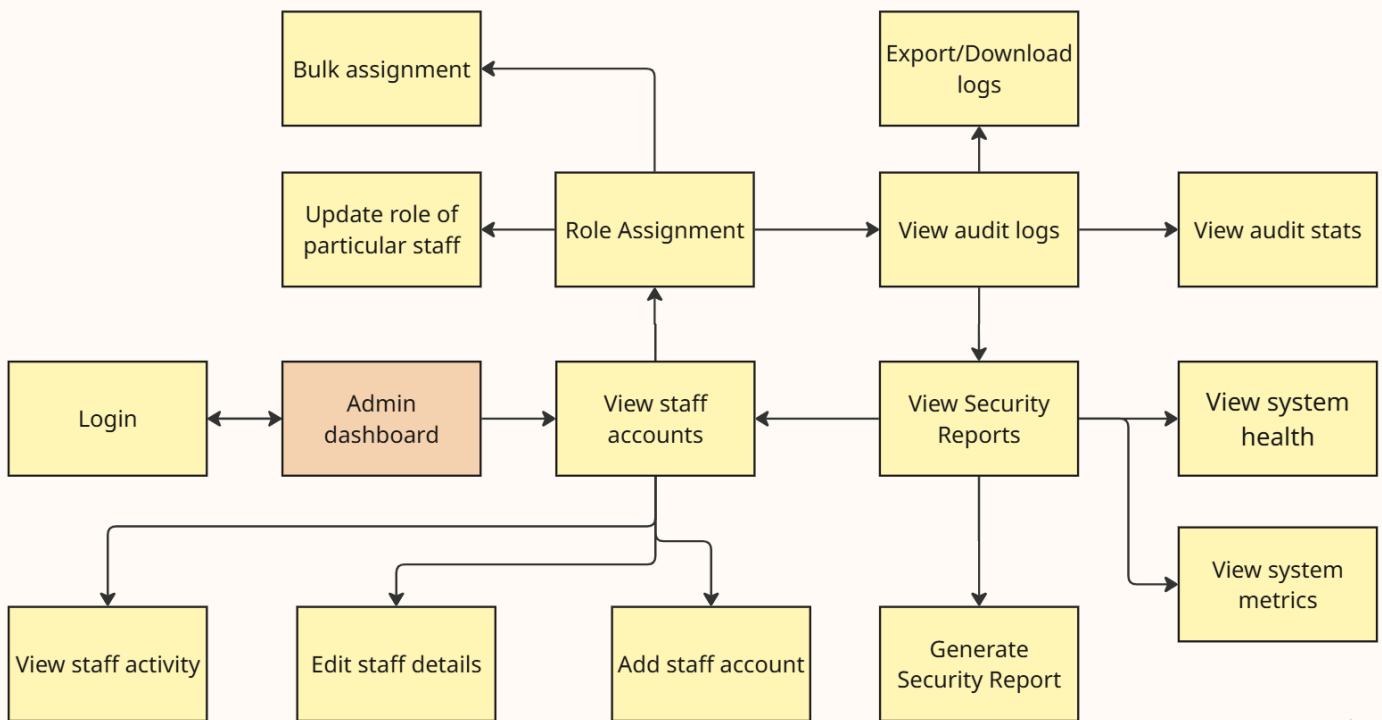 Bulk assignment
Export/Download
logs
Update role of
particular staff
Role Assignment
View audit logs
View audit stats
Login
Admin
dashboard
View staff
accounts
View Security
Reports
View system
health
View system
metrics
View staff activity
Edit staff details
Add staff account
Generate
Security Report